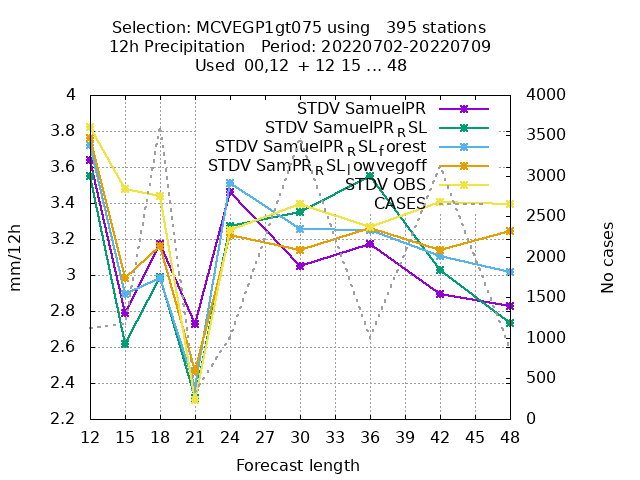 Selection: MCVEGP1gt075 using   395 stations
12h Precipitation   Period: 20220702-20220709
Used  00,12  + 12 15 ... 48
STDV SamuelPR
STDV SamuelPR_RSL
STDV SamuelPR_RSL_forest
STDV SamPR_RSL_lowvegoff
STDV OBS
CASES
mm/12h
4
3.8
3.6
3.4
3.2
3
2.8
2.6
2.4
2.2
4000
3500
3000
2500
2000
1500
1000
500
0
No cases
12 15 18 21 24 27 30 33 36 39 42 45 48
Forecast length